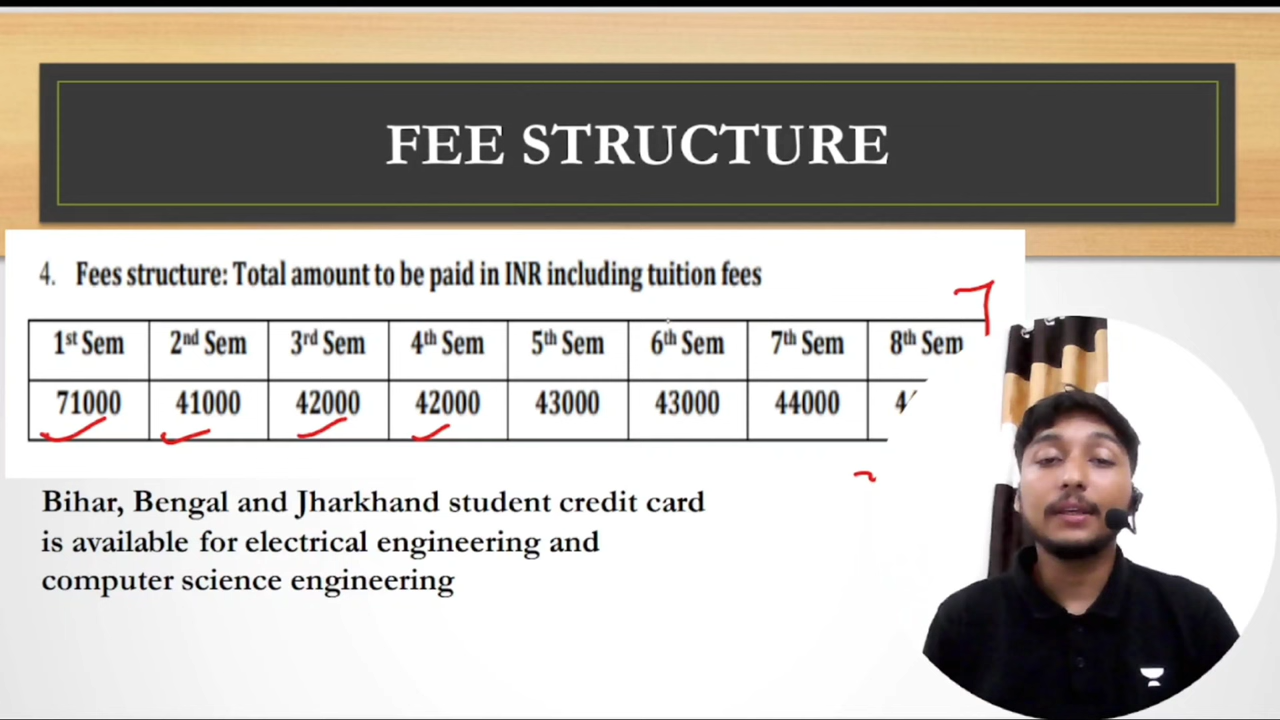 FEE STRUCTURE
4. Fees structure: Total amount to be paid in INR including tuition fees
1st Sem 2nd Sem 3rd Sem 4th Sem 5th Sem 6th Sem 7th Sem 8th Sem
71000 41000 42000 42000 43000 43000 44000
Bihar, Bengal and Jharkhand student credit card
is available for electrical engineering and
computer science engineering